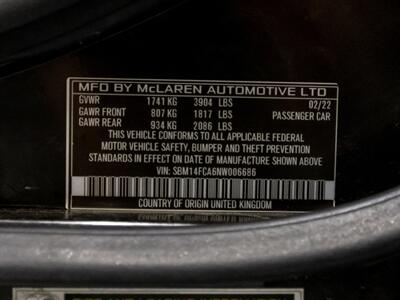 MFD BY McLAREN AUTOMOTIVE LTD
GVWR 1741 KG 3904 LBS 02/22
GAWR FRONT 807 KG 1817 LBS PASSENGER CAR
GAWR REAR 934 KG 2086 LBS
THIS VEHICLE CONFORMS TO ALL APPLICABLE FEDERAL
MOTOR VEHICLE SAFETY, BUMPER AND THEFT PREVENTION
STANDARDS IN EFFECT ON DATE OF MANUFACTURE SHOWN ABOVE
VIN: SBM14FCA6NW006686
COUNTRY OF ORIGIN UNITED KINGDOM